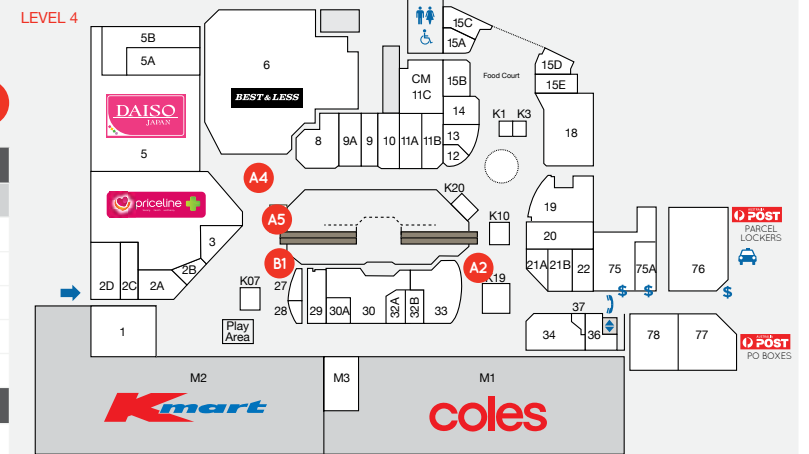 LEVEL 4
5B
5A
DAISO
JAPAN
5
6
BEST&LESS
CM
11C
15C
15A
15B
Food Court
15D
15E
14
13
12
K1 K3
18
8
9A
9
10
11A
11B
A4
priceline
3
2B
2A
2C
2D
A5
B1
K20
K10
A2
K19
19
20
21A
21B
22
75
75A
76
AUSTRALIA
POST
PARCEL
LOCKERS
$
$
$
K07
27
28
29
30A
30
32A
32B
33
Play
Area
1
37
34
36
78
77
AUSTRALIA
POST
PO BOXES
M2
Kmart
M3
M1
coles